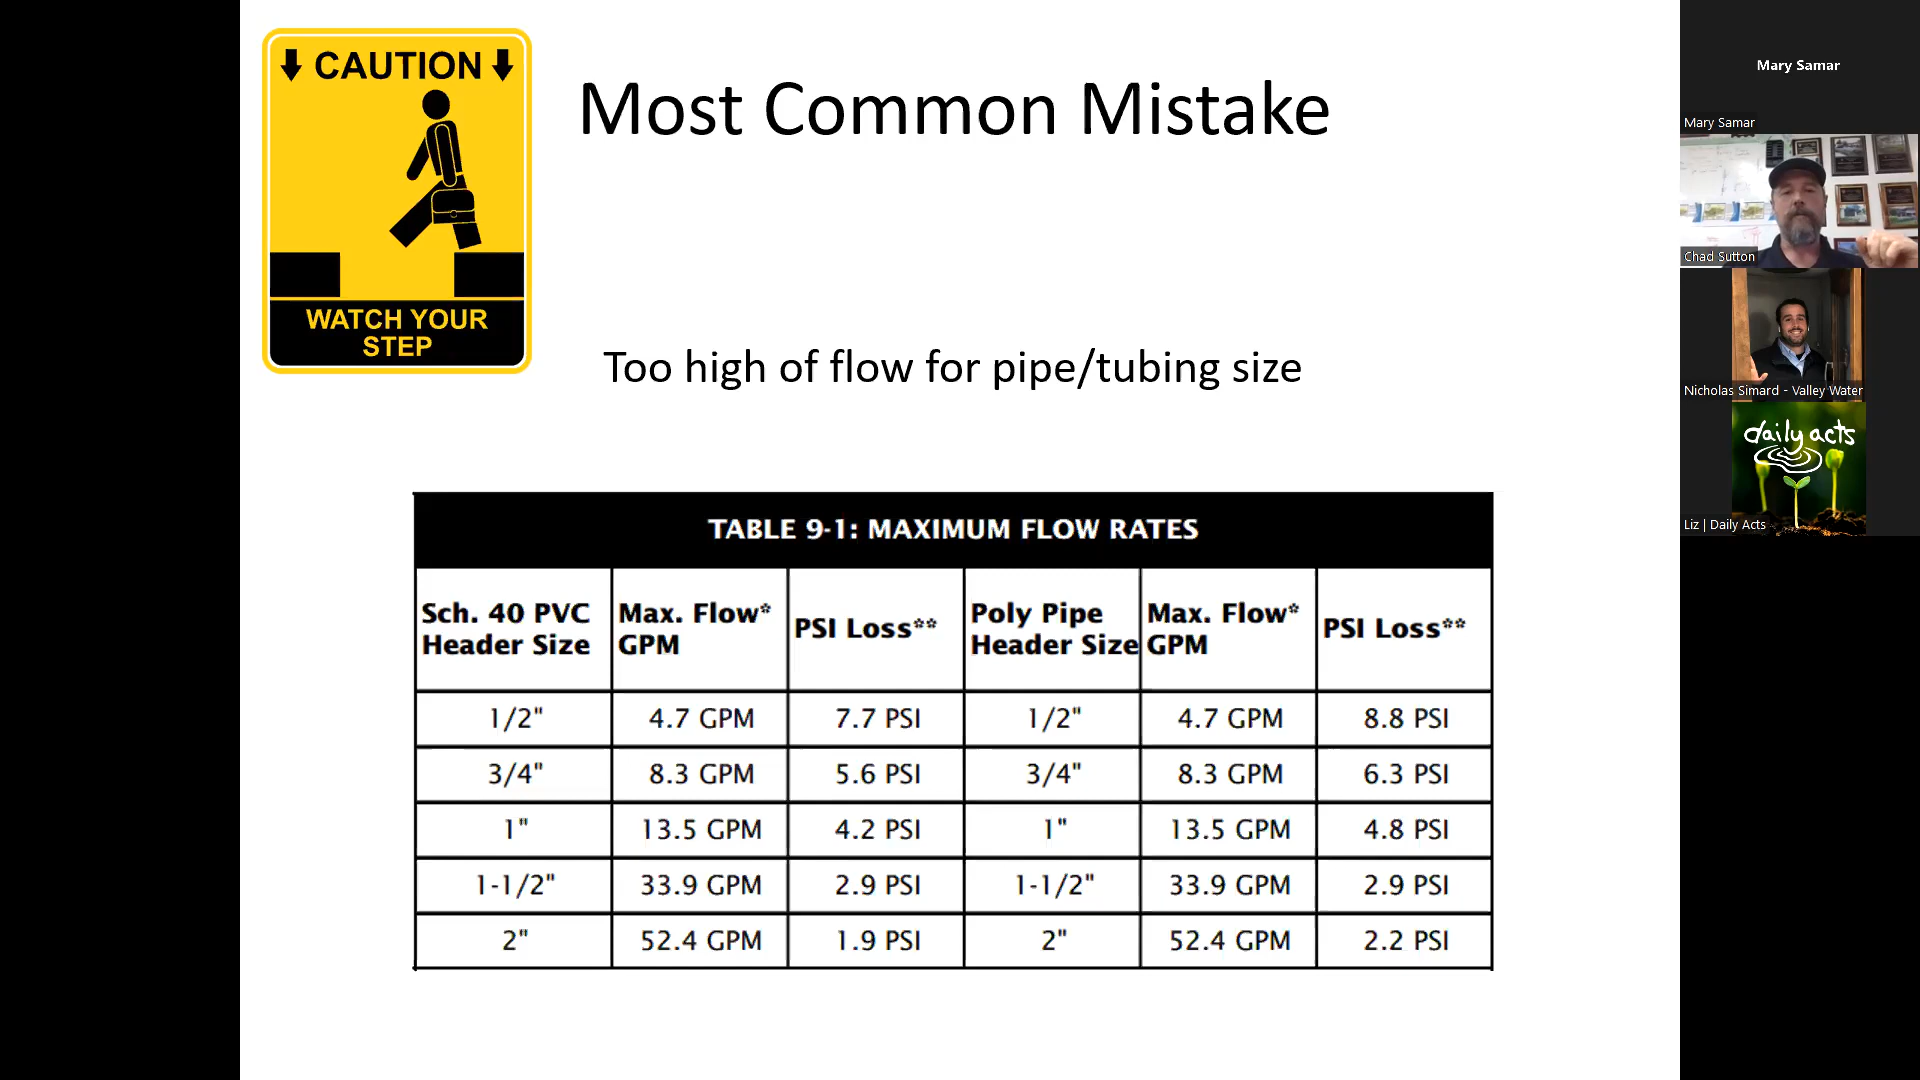 CAUTION
WATCH YOUR
STEP
Most Common Mistake
Too high of flow for pipe/tubing size
TABLE 9-1: MAXIMUM FLOW RATES
Sch. 40 PVC Header Size Max. Flow* GPM PSI Loss** Poly Pipe Header Size Max. Flow* GPM PSI Loss**
1/2" 4.7 GPM 7.7 PSI 1/2" 4.7 GPM 8.8 PSI
3/4" 8.3 GPM 5.6 PSI 3/4" 8.3 GPM 6.3 PSI
1" 13.5 GPM 4.2 PSI 1" 13.5 GPM 4.8 PSI
1-1/2" 33.9 GPM 2.9 PSI 1-1/2" 33.9 GPM 2.9 PSI
2" 52.4 GPM 1.9 PSI 2" 52.4 GPM 2.2 PSI
Mary Samar
Mary Samar
Chad Sutton
Nicholas Simard - Valley Water
daily acts
Liz | Daily Acts